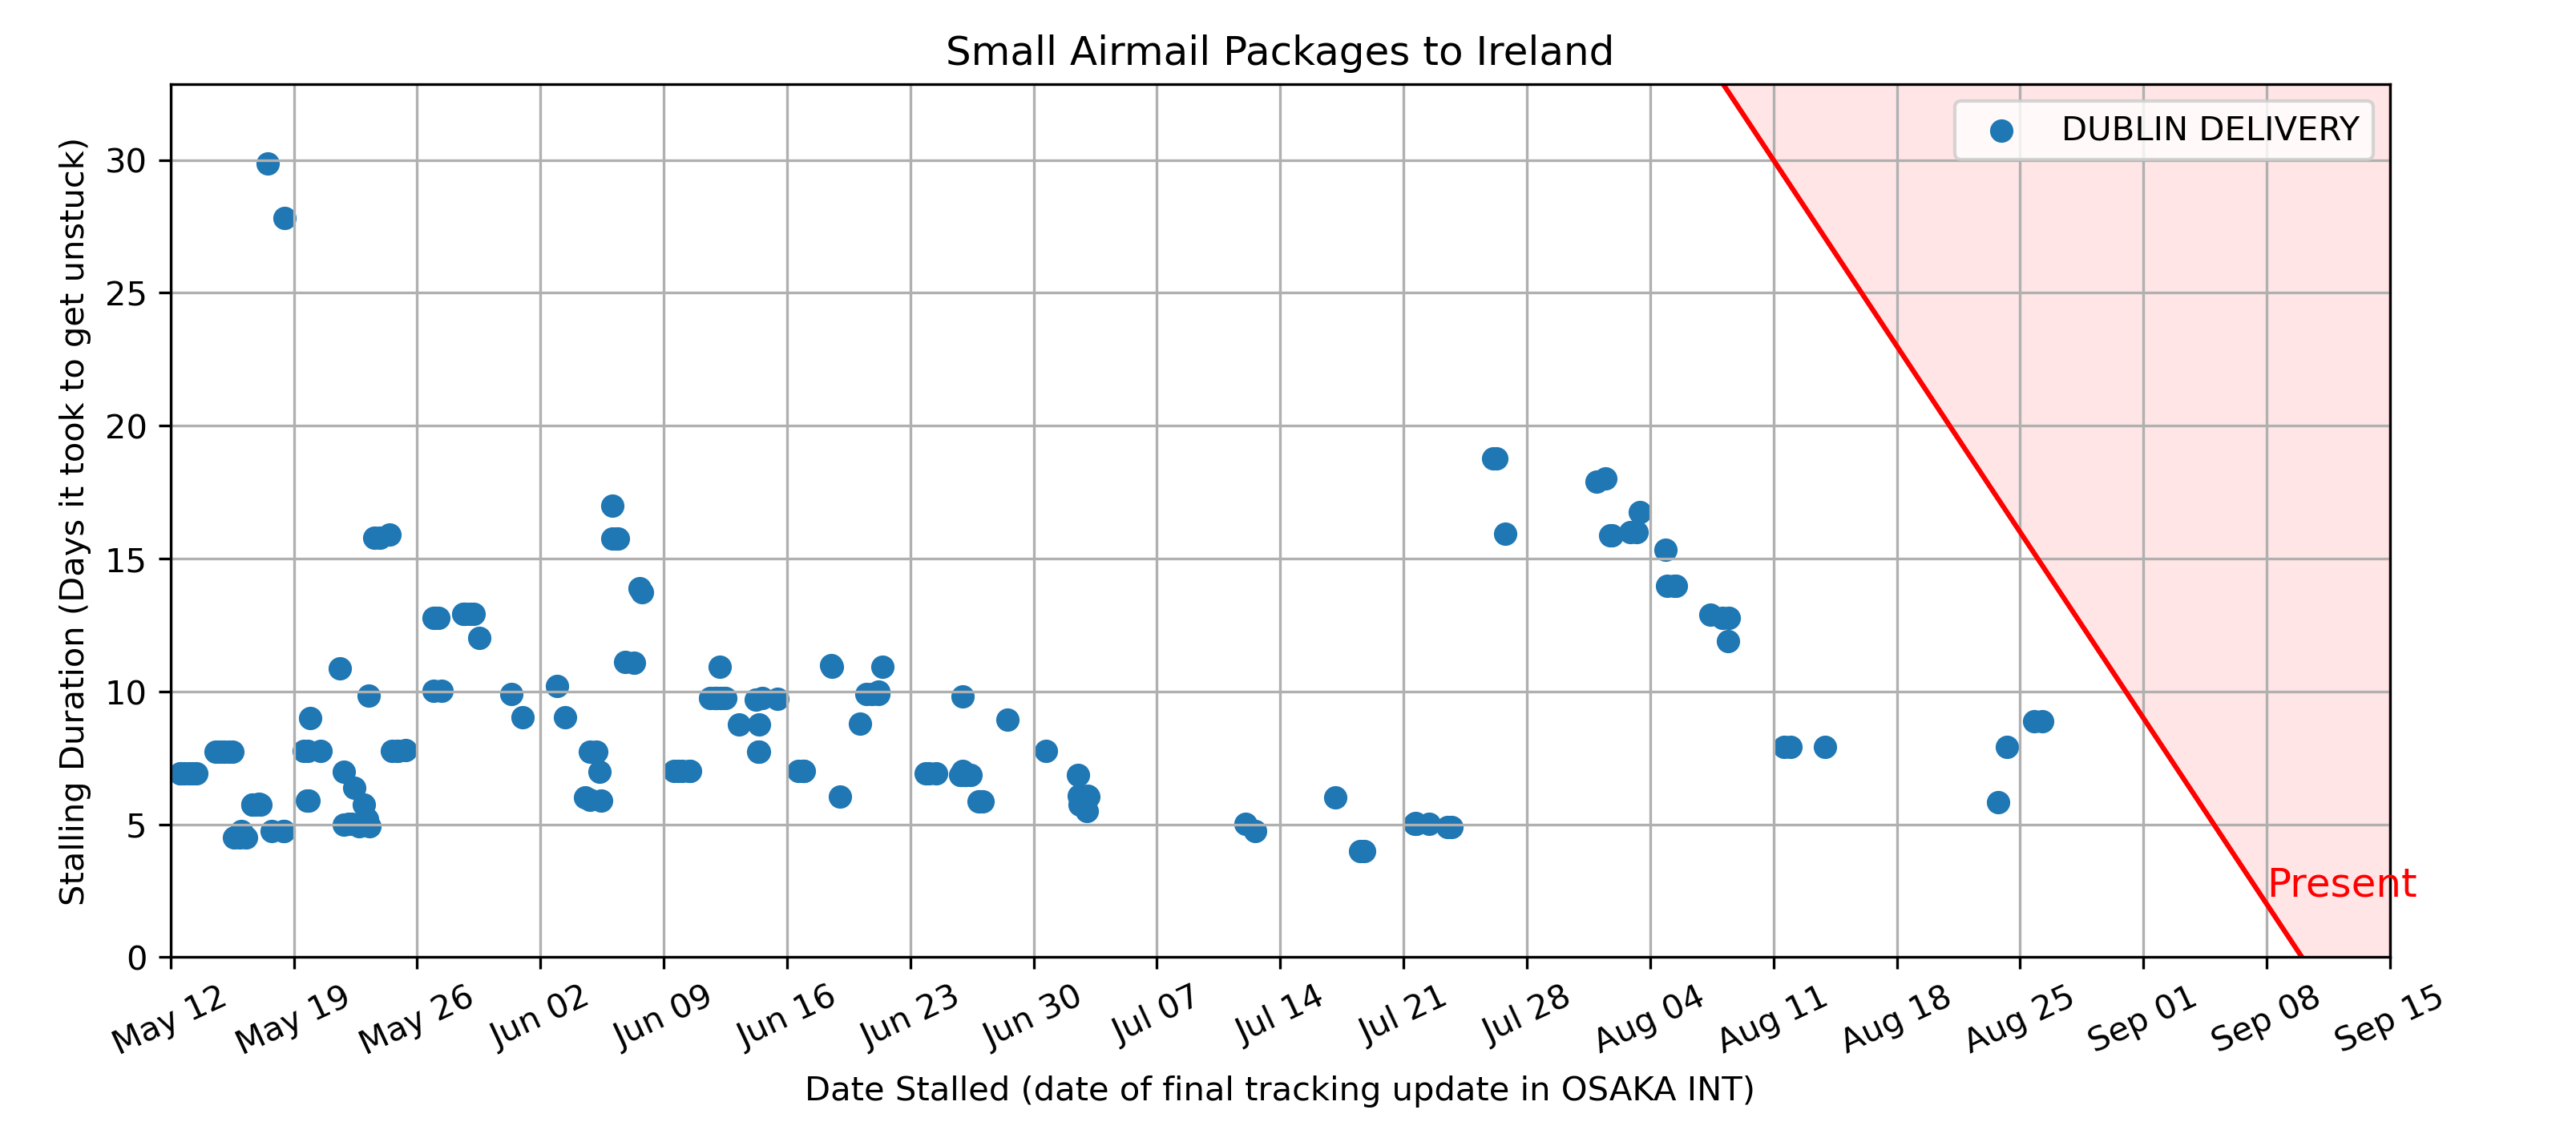 Small Airmail Packages to Ireland
DUBLIN DELIVERY
Stalling Duration (Days it took to get unstuck)
30
25
20
15
10
5
0
Present
May 12
May 19
May 26
Jun 02
Jun 09
Jun 16
Jun 23
Jun 30
Jul 07
Jul 14
Jul 21
Jul 28
Aug 04
Aug 11
Aug 18
Aug 25
Sep 01
Sep 08
Sep 15
Date Stalled (date of final tracking update in OSAKA INT)